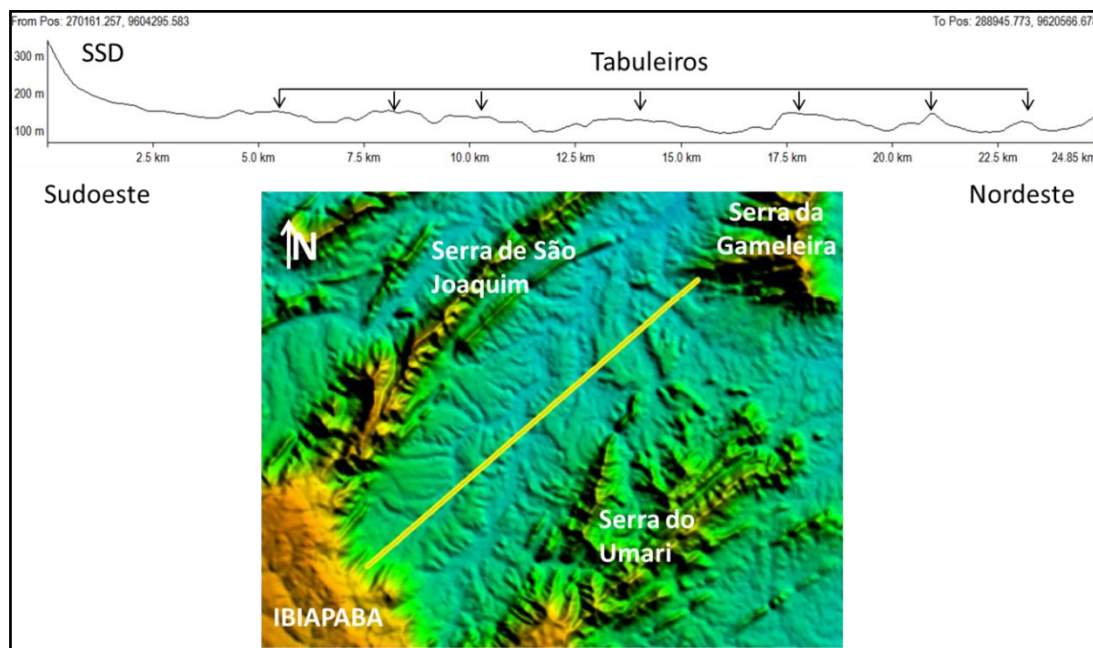 From Pos: 270161.257, 9604295.583
To Pos: 288945.773, 9620566.675
SSD
Tabuleiros
300 m
200 m
100 m
2.5 km
5.0 km
7.5 km
10.0 km
12.5 km
15.0 km
17.5 km
20.0 km
22.5 km
24.85 km
Sudoeste
Nordeste
N
Serra de São
Joaquim
Serra da
Gameleira
Serra do
Umari
IBIAPABA